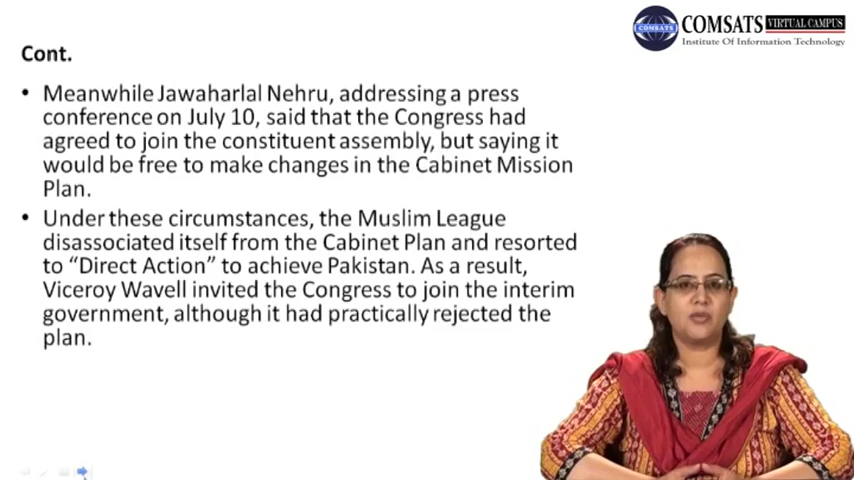 COMSATS VIRTUAL CAMPUS
COMSATS
Institute Of Information Technology
Cont.
• Meanwhile Jawaharlal Nehru, addressing a press
conference on July 10, said that the Congress had
agreed to join the constituent assembly, but saying it
would be free to make changes in the Cabinet Mission
Plan.
• Under these circumstances, the Muslim League
disassociated itself from the Cabinet Plan and resorted
to “Direct Action” to achieve Pakistan. As a result,
Viceroy Wavell invited the Congress to join the interim
government, although it had practically rejected the
plan.